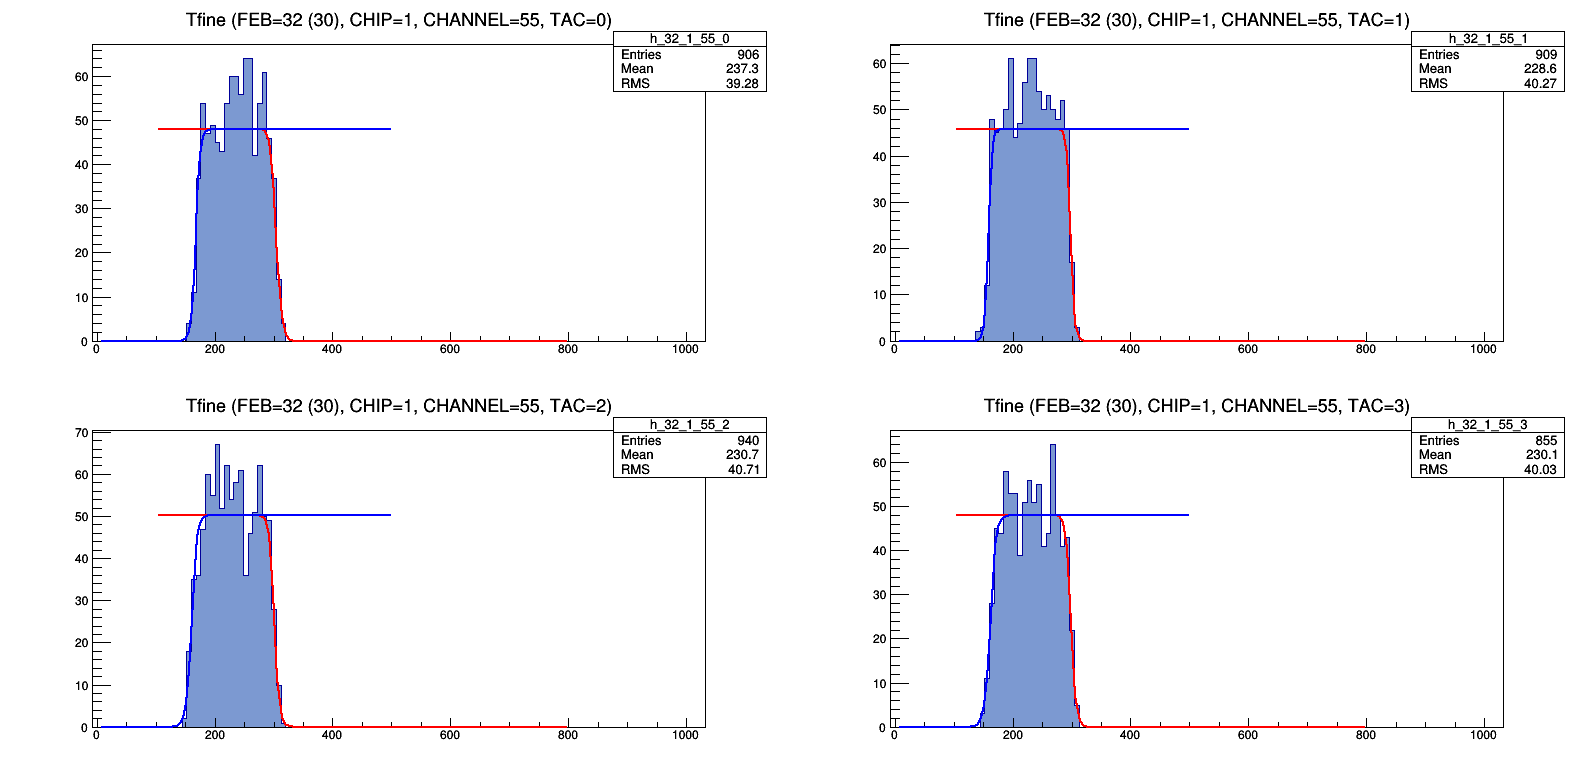 Tfine (FEB=32 (30), CHIP=1, CHANNEL=55, TAC=0)
h_32_1_55_0
Entries 906
Mean 237.3
RMS 39.28
60
50
40
30
20
10
0
0 200 400 600 800 1000
Tfine (FEB=32 (30), CHIP=1, CHANNEL=55, TAC=1)
h_32_1_55_1
Entries 909
Mean 228.6
RMS 40.27
60
50
40
30
20
10
0
0 200 400 600 800 1000
Tfine (FEB=32 (30), CHIP=1, CHANNEL=55, TAC=2)
h_32_1_55_2
Entries 940
Mean 230.7
RMS 40.71
70
60
50
40
30
20
10
0
0 200 400 600 800 1000
Tfine (FEB=32 (30), CHIP=1, CHANNEL=55, TAC=3)
h_32_1_55_3
Entries 855
Mean 230.1
RMS 40.03
60
50
40
30
20
10
0
0 200 400 600 800 1000